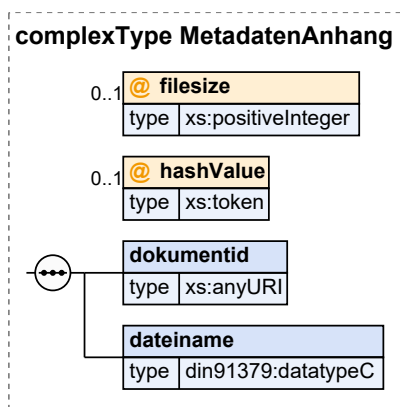 complexType MetadatenAnhang
0..1 @ filesize
type xs:positiveInteger
0..1 @ hashValue
type xs:token
dokumentid
type xs:anyURI
dateiname
type din91379:datatypeC